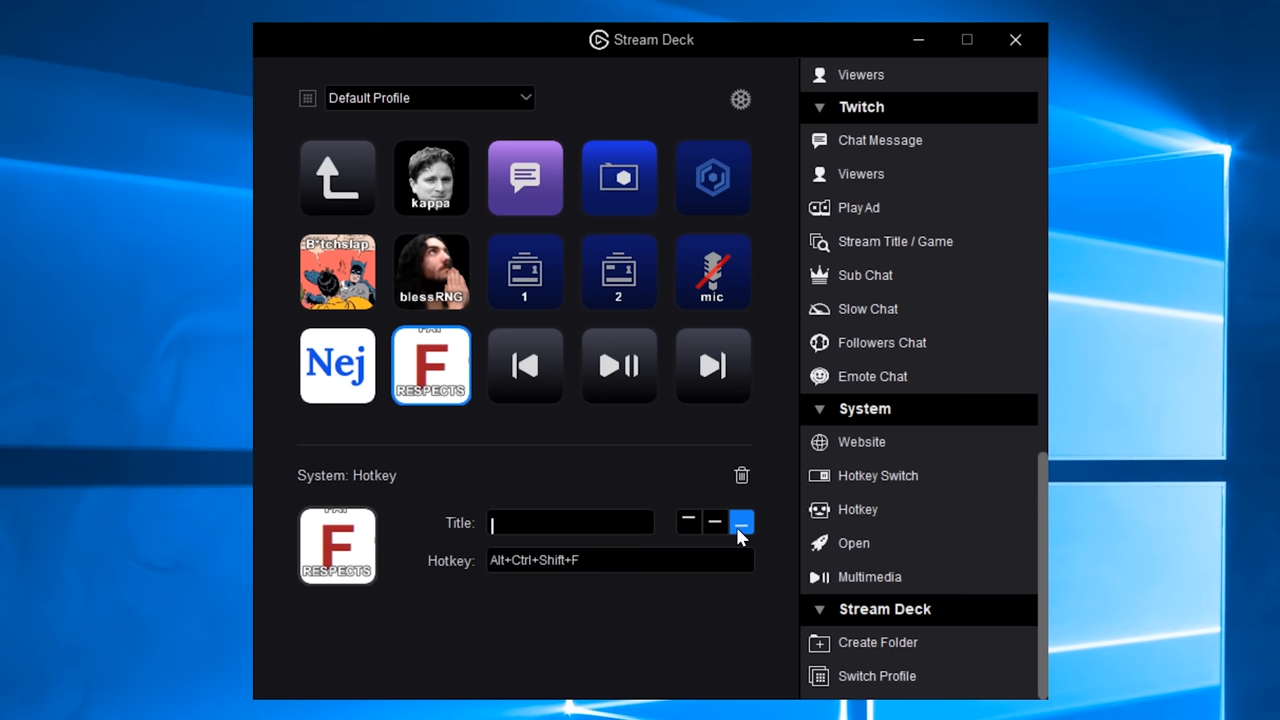 Stream Deck
Default Profile
kappa
B*tchslap
blessRNG
1
2
mic
Nej
PAY
F
RESPECTS
System: Hotkey
PAY
F
RESPECTS
Title:
Hotkey:
Alt+Ctrl+Shift+F
Viewers
Twitch
Chat Message
Viewers
Play Ad
Stream Title / Game
Sub Chat
Slow Chat
Followers Chat
Emote Chat
System
Website
Hotkey Switch
Hotkey
Open
Multimedia
Stream Deck
Create Folder
Switch Profile